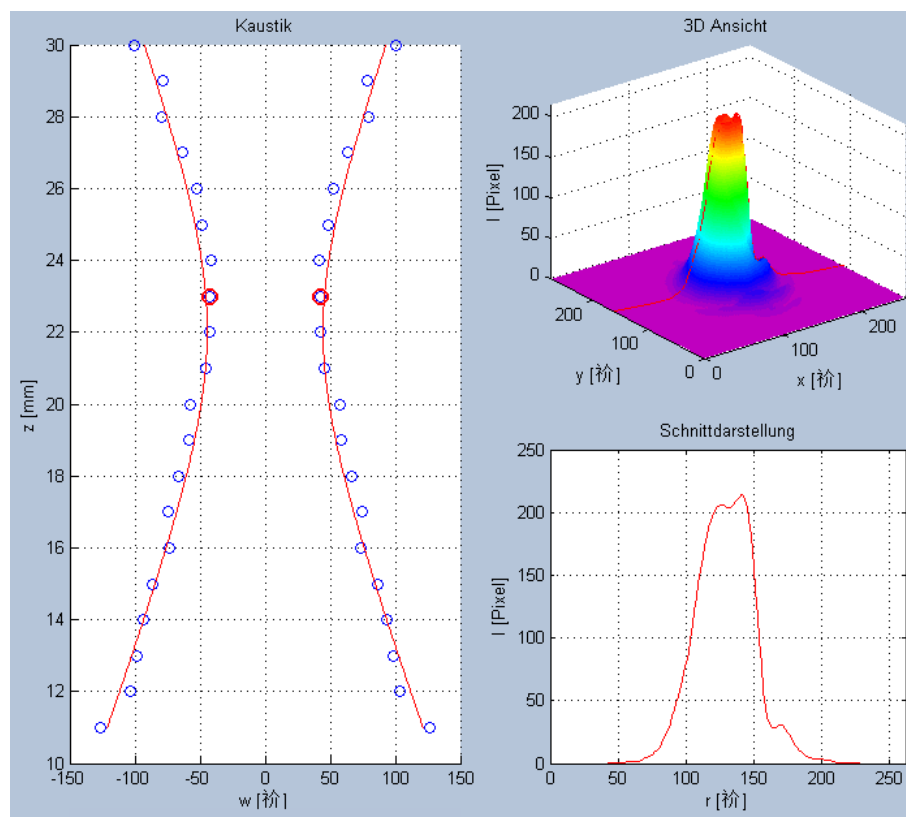 Kaustik
30
28
26
24
22
20
18
16
14
12
10
z [mm]
-150 -100 -50 0 50 100 150
w [祄]
3D Ansicht
200
150
100
50
0
I [Pixel]
200
100
0
y [祄]
0
100
200
x [祄]
Schnittdarstellung
250
200
150
100
50
0
I [Pixel]
0 50 100 150 200 250
r [祄]